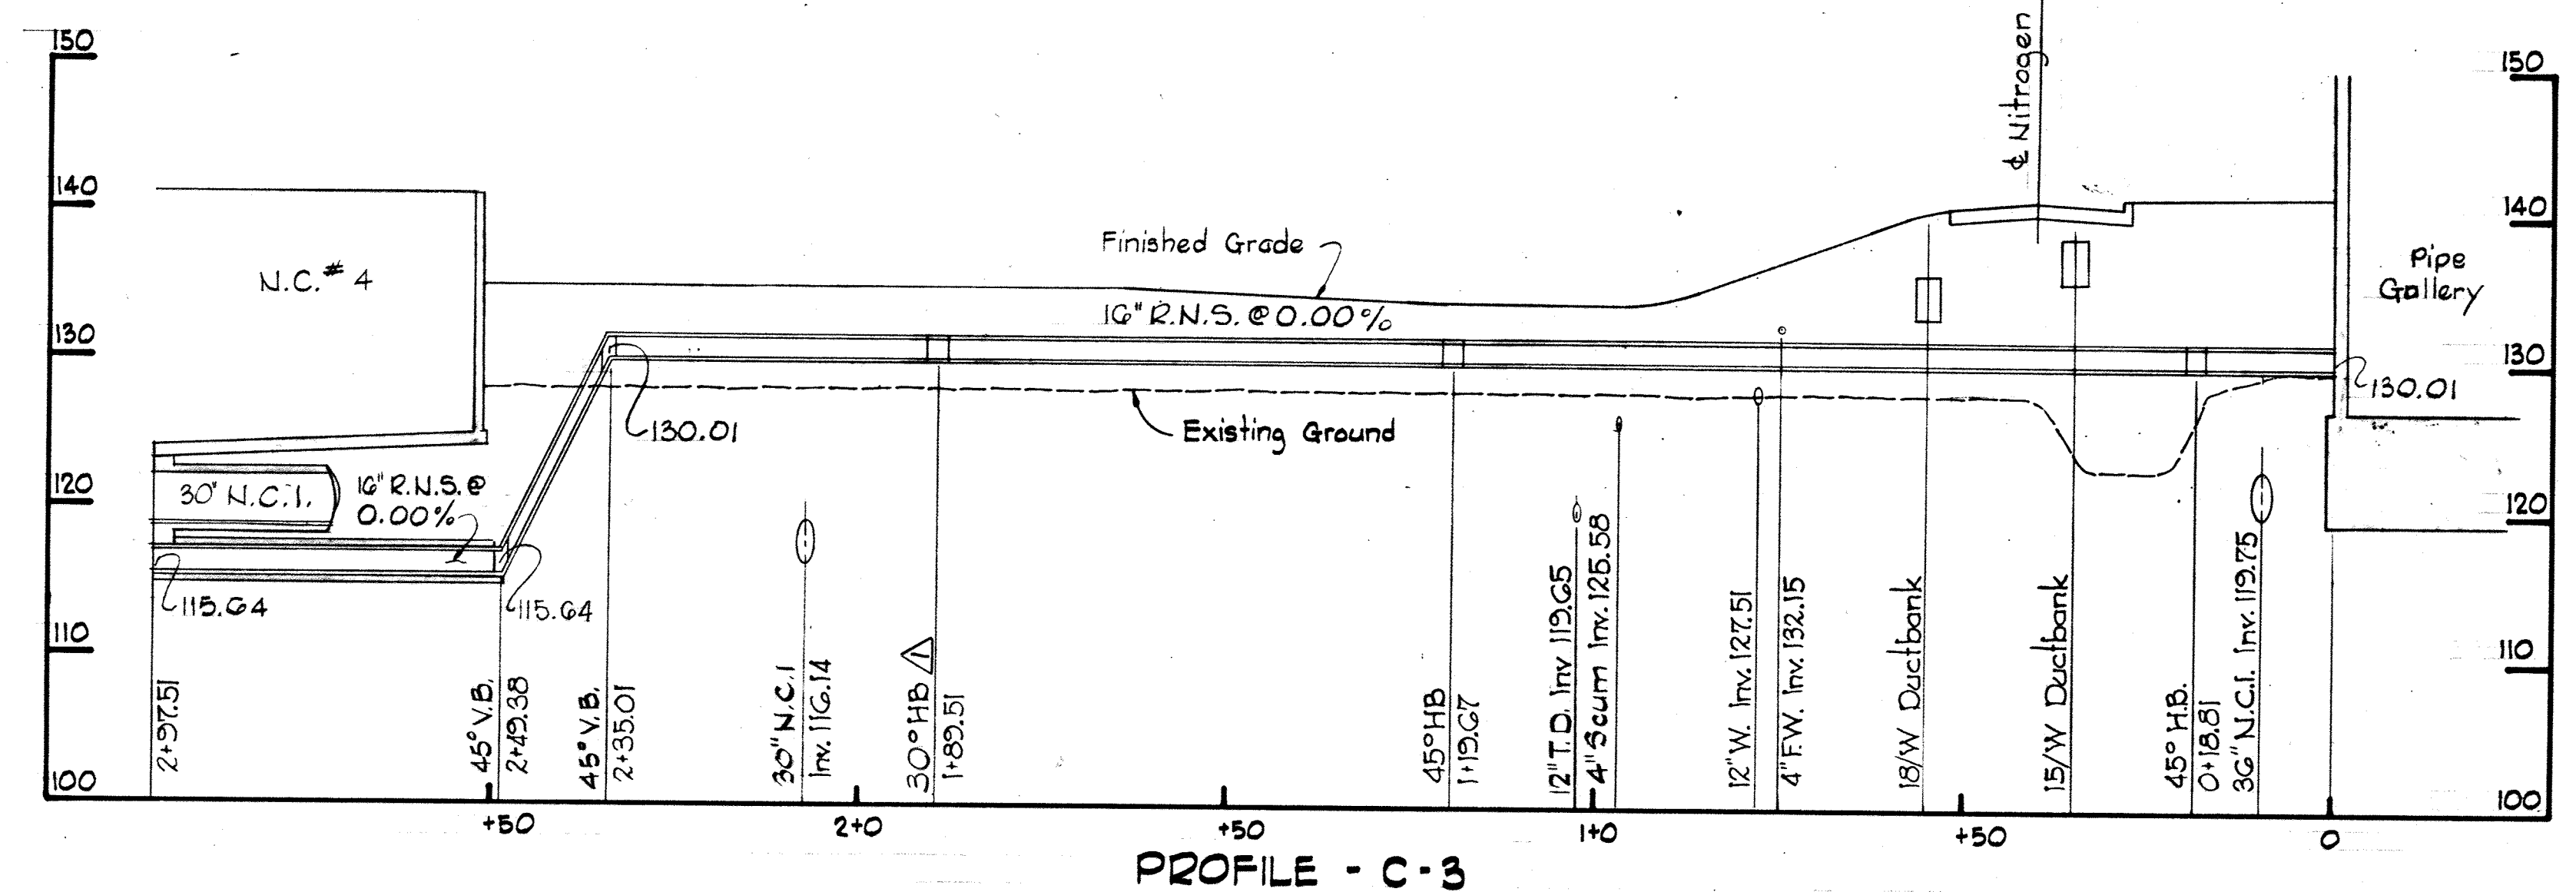 150
150
℄ Nitrogen
140
140
Finished Grade
N.C.# 4
Pipe
Gallery
16" R.N.S. @ 0.00%
130
130
130.01
130.01
Existing Ground
120
120
30" N.C.I.
16" R.N.S. @
0.00%
115.64
115.64
110
110
2+97.51
45° V.B.
2+49.38
45° V.B.
2+35.01
30" N.C.I
Inv. 116.14
30° HB
1
1+89.51
45° HB
1+19.67
12" T.D. Inv 119.65
4" Scum Inv. 125.58
12" W. Inv. 127.51
4" F.W. Inv. 132.15
18/W Ductbank
15/W Ductbank
45° H.B.
0+18.81
36" N.C.I. Inv. 119.75
100
100
+50
2+0
+50
1+0
+50
0
PROFILE - C-3